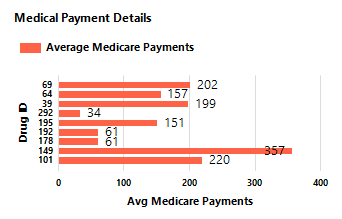 Medical Payment Details
Average Medicare Payments
Drug ID
69 202
64 157
39 199
292 34
195 151
192 61
178 61
149 357
101 220
0 100 200 300 400
Avg Medicare Payments